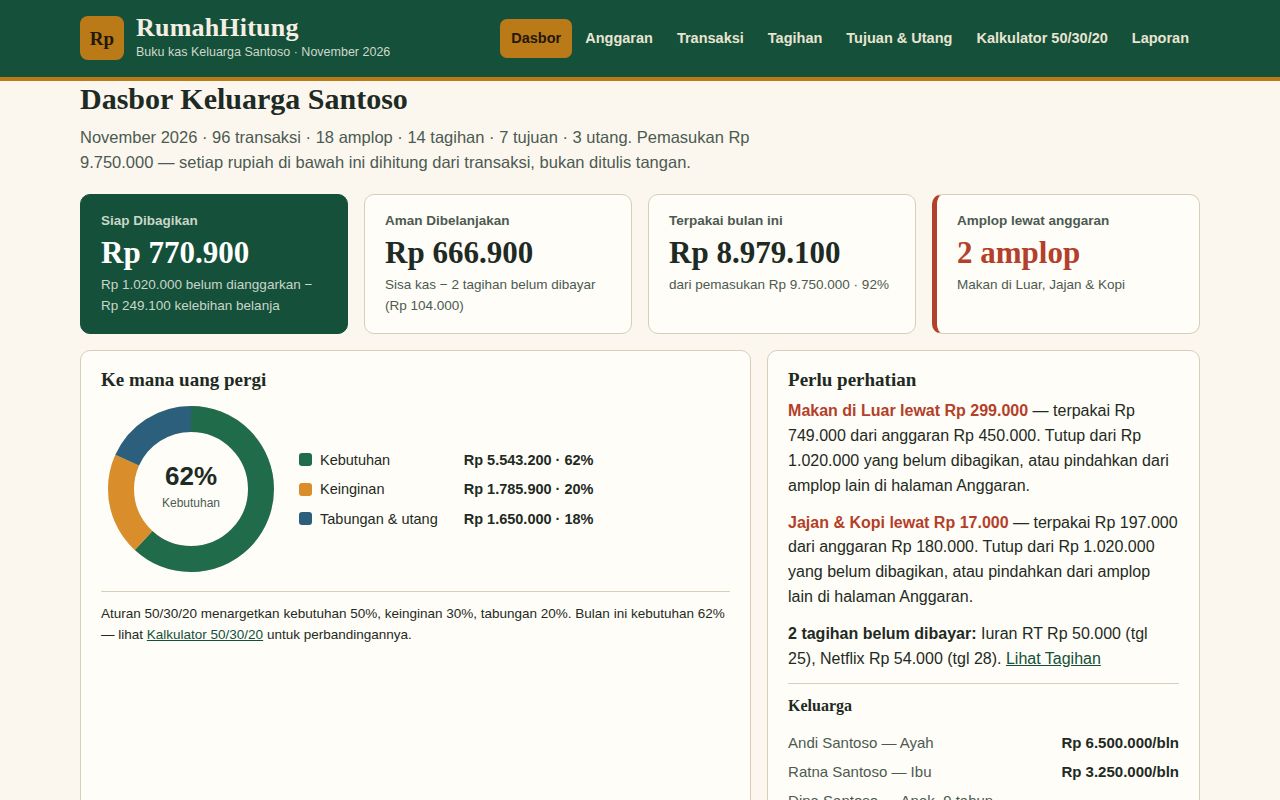 Rp
RumahHitung
Buku kas Keluarga Santoso · November 2026
Dasbor
Anggaran
Transaksi
Tagihan
Tujuan & Utang
Kalkulator 50/30/20
Laporan
Dasbor Keluarga Santoso
November 2026 · 96 transaksi · 18 amplop · 14 tagihan · 7 tujuan · 3 utang. Pemasukan Rp
9.750.000 — setiap rupiah di bawah ini dihitung dari transaksi, bukan ditulis tangan.
Siap Dibagikan
Rp 770.900
Rp 1.020.000 belum dianggarkan −
Rp 249.100 kelebihan belanja
Aman Dibelanjakan
Rp 666.900
Sisa kas − 2 tagihan belum dibayar
(Rp 104.000)
Terpakai bulan ini
Rp 8.979.100
dari pemasukan Rp 9.750.000 · 92%
Amplop lewat anggaran
2 amplop
Makan di Luar, Jajan & Kopi
Ke mana uang pergi
62%
Kebutuhan
Kebutuhan Rp 5.543.200 · 62%
Keinginan Rp 1.785.900 · 20%
Tabungan & utang Rp 1.650.000 · 18%
Aturan 50/30/20 menargetkan kebutuhan 50%, keinginan 30%, tabungan 20%. Bulan ini kebutuhan 62%
— lihat Kalkulator 50/30/20 untuk perbandingannya.
Perlu perhatian
Makan di Luar lewat Rp 299.000 — terpakai Rp
749.000 dari anggaran Rp 450.000. Tutup dari Rp
1.020.000 yang belum dibagikan, atau pindahkan dari
amplop lain di halaman Anggaran.
Jajan & Kopi lewat Rp 17.000 — terpakai Rp 197.000
dari anggaran Rp 180.000. Tutup dari Rp 1.020.000
yang belum dibagikan, atau pindahkan dari amplop
lain di halaman Anggaran.
2 tagihan belum dibayar: Iuran RT Rp 50.000 (tgl
25), Netflix Rp 54.000 (tgl 28). Lihat Tagihan
Keluarga
Andi Santoso — Ayah Rp 6.500.000/bln
Ratna Santoso — Ibu Rp 3.250.000/bln